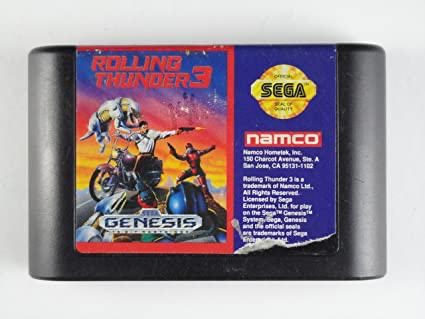 ROLLING
THUNDER 3
SEGA
GENESIS
OFFICIAL
SEGA
SEAL OF
QUALITY
namco
Namco Hometek, Inc.
150 Charcot Avenue, Ste. A
San Jose, CA 95131-1102
Rolling Thunder 3 is a
trademark of Namco Ltd.,
All Rights Reserved.
Licensed by Sega
Enterprises, Ltd. for play
on the Sega™ Genesis™
System. Sega, Genesis
and the official seals
are trademarks of Sega
Ltd.